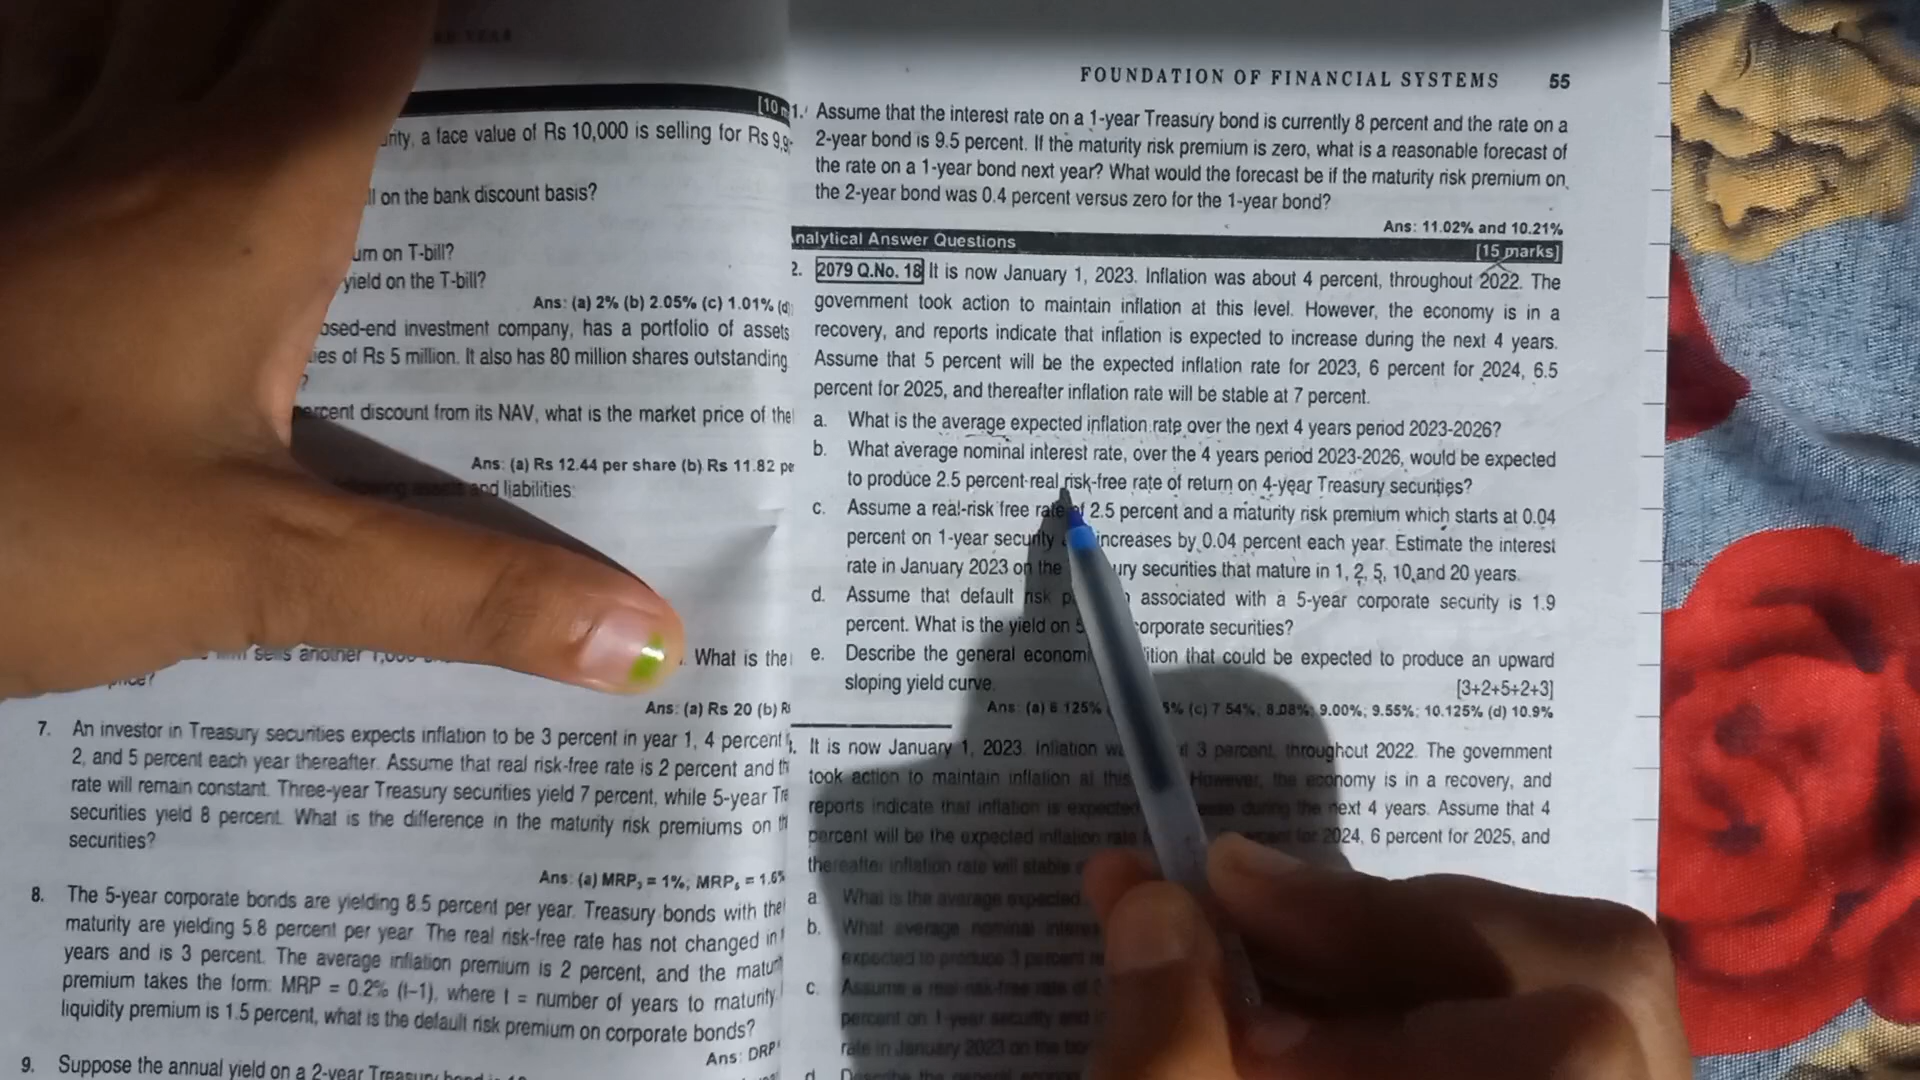 [10 m
urity, a face value of Rs 10,000 is selling for Rs 9,9
ll on the bank discount basis?
urn on T-bill?
yield on the T-bill?
Ans: (a) 2% (b) 2.05% (c) 1.01% (d)
osed-end investment company, has a portfolio of assets
ies of Rs 5 million. It also has 80 million shares outstanding
?
percent discount from its NAV, what is the market price of the
Ans: (a) Rs 12.44 per share (b) Rs 11.82 pe
and liabilities:
sells another
. What is the
price?
Ans: (a) Rs 20 (b) R
7. An investor in Treasury securities expects inflation to be 3 percent in year 1, 4 percent
2, and 5 percent each year thereafter. Assume that real risk-free rate is 2 percent and th
rate will remain constant. Three-year Treasury securities yield 7 percent, while 5-year Tre
securities yield 8 percent. What is the difference in the maturity risk premiums on
securities?
Ans: (a) MRP₃ = 1%; MRP₅ = 1.6%
8. The 5-year corporate bonds are yielding 8.5 percent per year. Treasury bonds with the
maturity are yielding 5.8 percent per year. The real risk-free rate has not changed in
years and is 3 percent. The average inflation premium is 2 percent, and the matur
premium takes the form: MRP = 0.2% (t–1), where t = number of years to maturity.
liquidity premium is 1.5 percent, what is the default risk premium on corporate bonds?
Ans: DRP
9. Suppose the annual yield on a 2-year Treasury bond is
FOUNDATION OF FINANCIAL SYSTEMS 55
1. Assume that the interest rate on a 1-year Treasury bond is currently 8 percent and the rate on a
2-year bond is 9.5 percent. If the maturity risk premium is zero, what is a reasonable forecast of
the rate on a 1-year bond next year? What would the forecast be if the maturity risk premium on
the 2-year bond was 0.4 percent versus zero for the 1-year bond?
Ans: 11.02% and 10.21%
nalytical Answer Questions [15 marks]
2. 2079 Q.No. 18 It is now January 1, 2023. Inflation was about 4 percent, throughout 2022. The
government took action to maintain inflation at this level. However, the economy is in a
recovery, and reports indicate that inflation is expected to increase during the next 4 years.
Assume that 5 percent will be the expected inflation rate for 2023, 6 percent for 2024, 6.5
percent for 2025, and thereafter inflation rate will be stable at 7 percent.
a. What is the average expected inflation rate over the next 4 years period 2023-2026?
b. What average nominal interest rate, over the 4 years period 2023-2026, would be expected
to produce 2.5 percent real risk-free rate of return on 4-year Treasury securities?
c. Assume a real-risk free rate of 2.5 percent and a maturity risk premium which starts at 0.04
percent on 1-year security increases by 0.04 percent each year. Estimate the interest
rate in January 2023 on the ury securities that mature in 1, 2, 5, 10 and 20 years.
d. Assume that default risk p associated with a 5-year corporate security is 1.9
percent. What is the yield on 5 corporate securities?
e. Describe the general economi ition that could be expected to produce an upward
sloping yield curve. [3+2+5+2+3]
Ans: (a) 6.125% 5% (c) 7.54%; 8.08%; 9.00%; 9.55%; 10.125% (d) 10.9%
It is now January 1, 2023. Inflation w 3 percent, throughout 2022. The government
took action to maintain inflation at this However, the economy is in a recovery, and
reports indicate that inflation is expected during the next 4 years. Assume that 4
percent will be the expected inflation rate percent for 2024, 6 percent for 2025, and
thereafter inflation rate will stable
a. What is the average expected
b. What average nominal interes
expected to produce 3 percent
c. Assume a real-risk-free rate of
percent on 1-year security and
rate in January 2023 on the
d. Describe the general